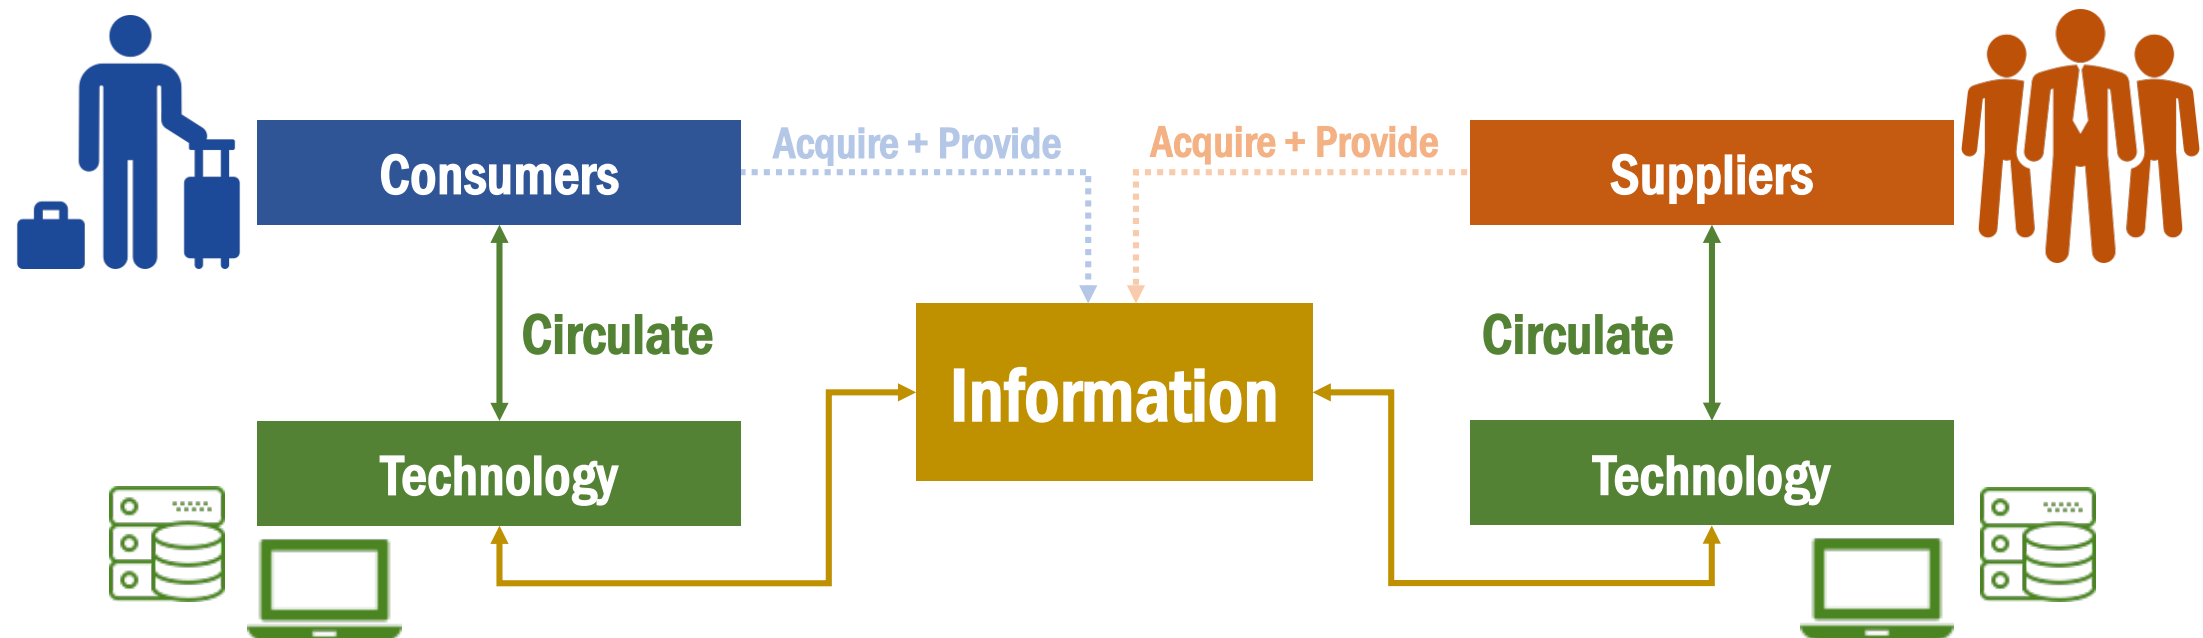 Acquire + Provide
Acquire + Provide
Consumers
Suppliers
Circulate
Circulate
Information
Technology
Technology